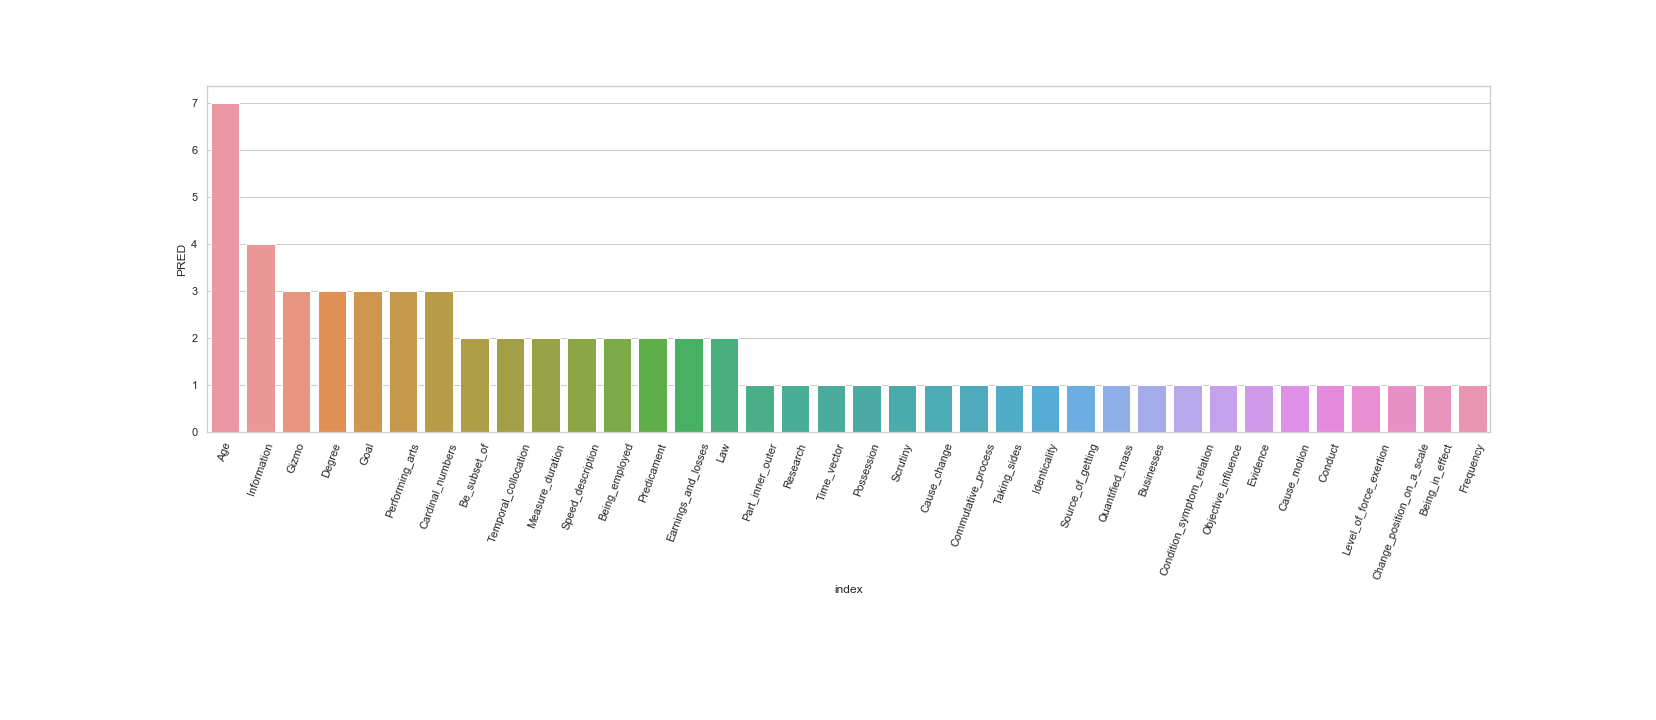 7
6
5
4
3
2
1
0
PRED
Age
Information
Gizmo
Degree
Goal
Performing_arts
Cardinal_numbers
Be_subset_of
Temporal_collocation
Measure_duration
Speed_description
Being_employed
Predicament
Earnings_and_losses
Law
Part_inner_outer
Research
Time_vector
Possession
Scrutiny
Cause_change
Commutative_process
Taking_sides
Identicality
Source_of_getting
Quantified_mass
Businesses
Condition_symptom_relation
Objective_influence
Evidence
Cause_motion
Conduct
Level_of_force_exertion
Change_position_on_a_scale
Being_in_effect
Frequency
index